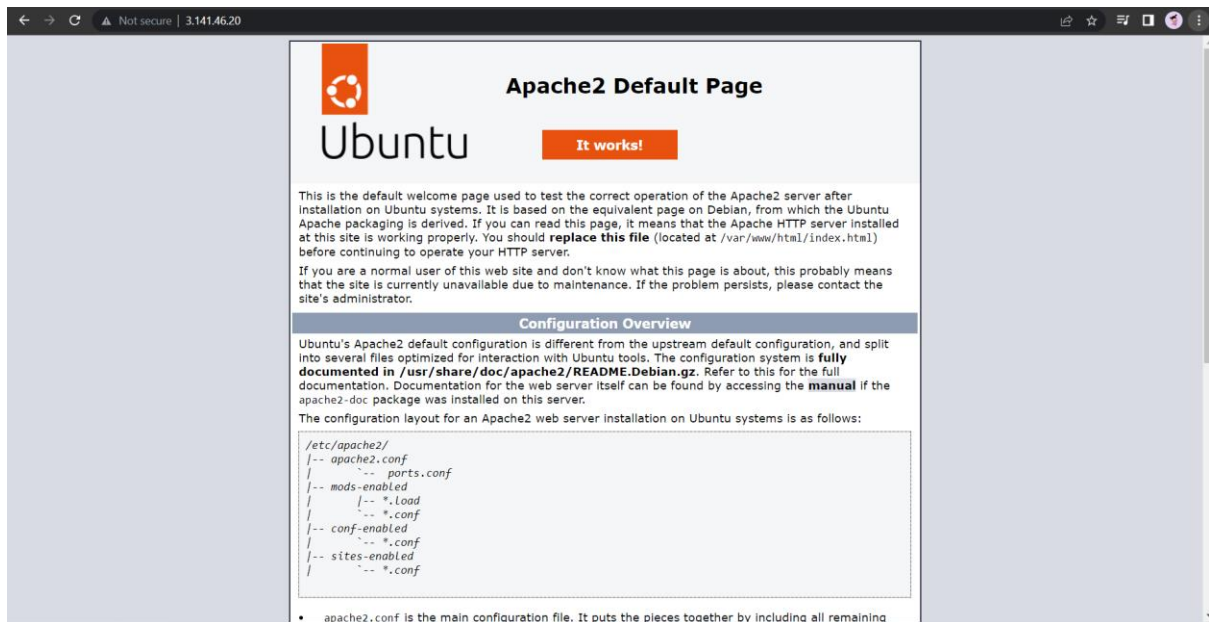 Not secure | 3.141.46.20
Apache2 Default Page
Ubuntu
It works!
This is the default welcome page used to test the correct operation of the Apache2 server after
installation on Ubuntu systems. It is based on the equivalent page on Debian, from which the Ubuntu
Apache packaging is derived. If you can read this page, it means that the Apache HTTP server installed
at this site is working properly. You should replace this file (located at /var/www/html/index.html)
before continuing to operate your HTTP server.
If you are a normal user of this web site and don't know what this page is about, this probably means
that the site is currently unavailable due to maintenance. If the problem persists, please contact the
site's administrator.
Configuration Overview
Ubuntu's Apache2 default configuration is different from the upstream default configuration, and split
into several files optimized for interaction with Ubuntu tools. The configuration system is fully
documented in /usr/share/doc/apache2/README.Debian.gz. Refer to this for the full
documentation. Documentation for the web server itself can be found by accessing the manual if the
apache2-doc package was installed on this server.
The configuration layout for an Apache2 web server installation on Ubuntu systems is as follows:
/etc/apache2/
|-- apache2.conf
|       `--  ports.conf
|-- mods-enabled
|       |-- *.load
|       `-- *.conf
|-- conf-enabled
|       `-- *.conf
|-- sites-enabled
|       `-- *.conf
• apache2.conf is the main configuration file. It puts the pieces together by including all remaining